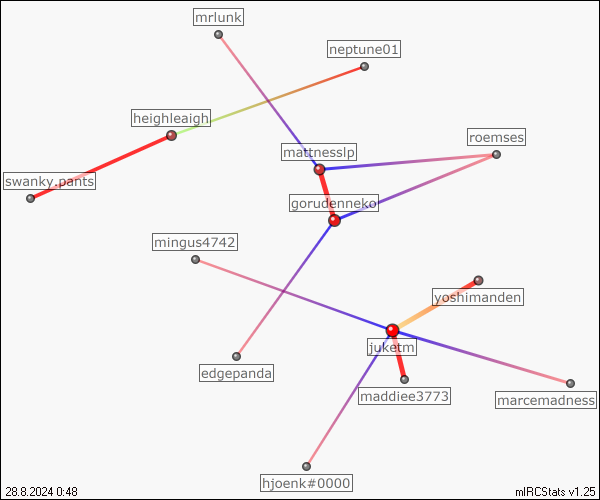 mrlunk
neptune01
heighleaigh
roemses
mattnesslp
swanky.pants
gorudenneko
mingus4742
yoshimanden
juketm
edgepanda
maddiee3773
marcemadness
hjoenk#0000
28.8.2024 0:48
mIRCStats v1.25